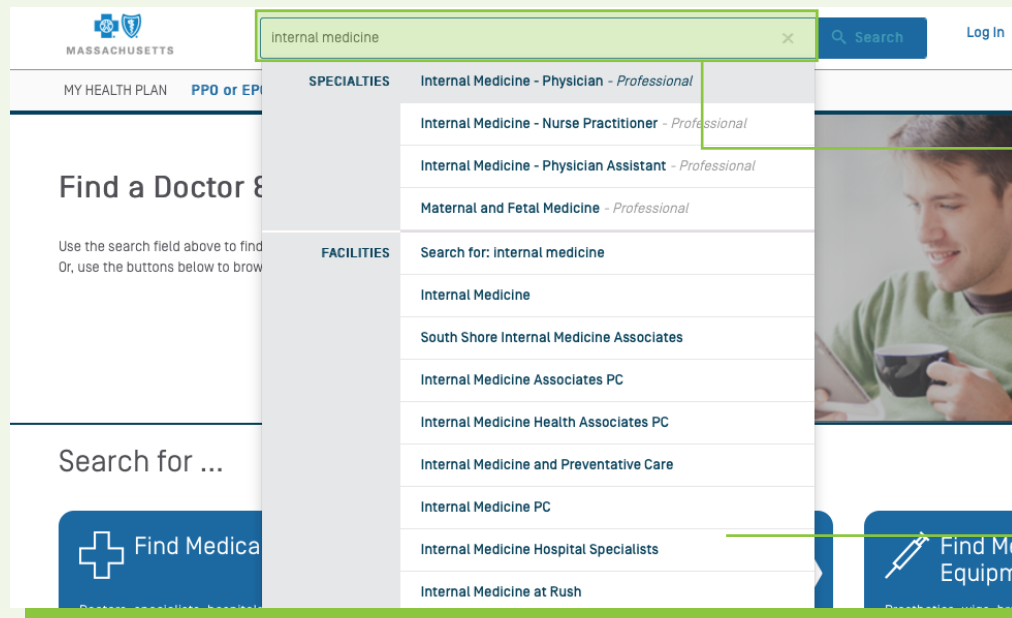 MASSACHUSETTS
internal medicine
Search
Log In
MY HEALTH PLAN PPO or EP
SPECIALTIES
Internal Medicine - Physician - Professional
Internal Medicine - Nurse Practitioner - Professional
Internal Medicine - Physician Assistant - Professional
Maternal and Fetal Medicine - Professional
Find a Doctor &
Use the search field above to find
Or, use the buttons below to brow
FACILITIES
Search for: internal medicine
Internal Medicine
South Shore Internal Medicine Associates
Internal Medicine Associates PC
Internal Medicine Health Associates PC
Internal Medicine and Preventative Care
Internal Medicine PC
Internal Medicine Hospital Specialists
Internal Medicine at Rush
Search for ...
Find Medica
Find Me
Equipm